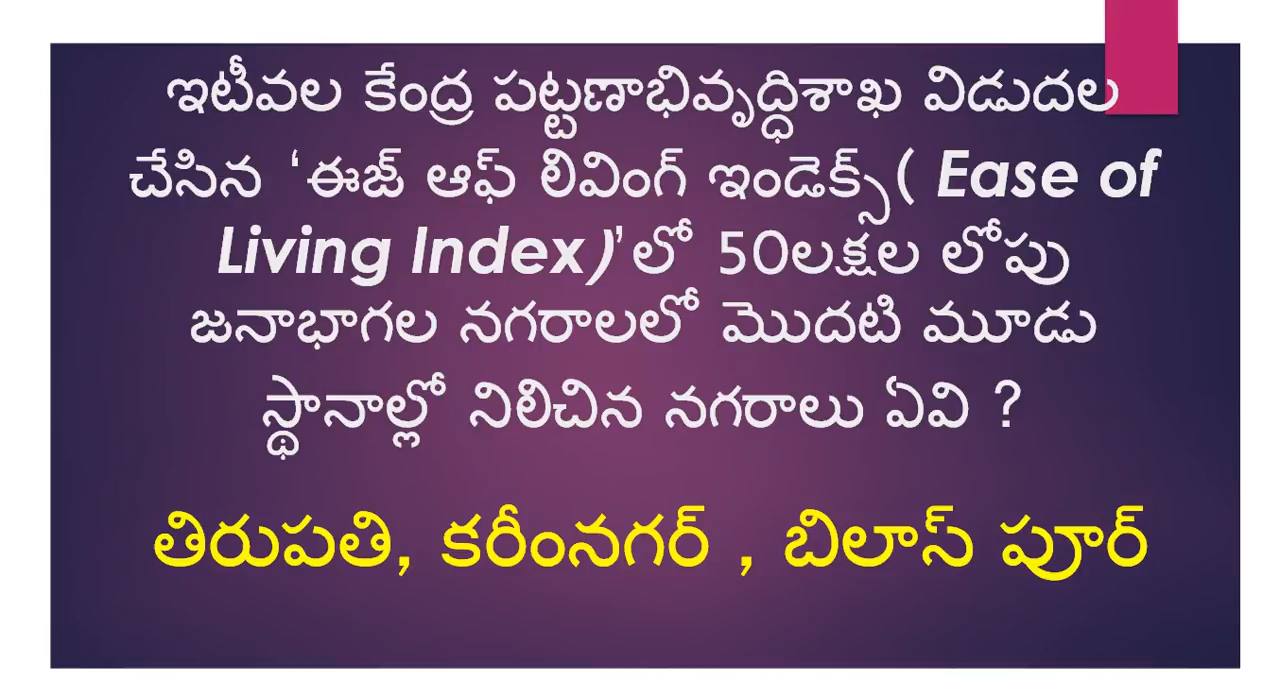 ఇటీవల కేంద్ర పట్టణాభివృద్ధిశాఖ విడుదల
చేసిన ‘ఈజ్ ఆఫ్ లివింగ్ ఇండెక్స్( Ease of
Living Index)’లో 50లక్షల లోపు
జనాభాగల నగరాలలో మొదటి మూడు
స్థానాల్లో నిలిచిన నగరాలు ఏవి ?
తిరుపతి, కరీంనగర్ , బిలాస్ పూర్